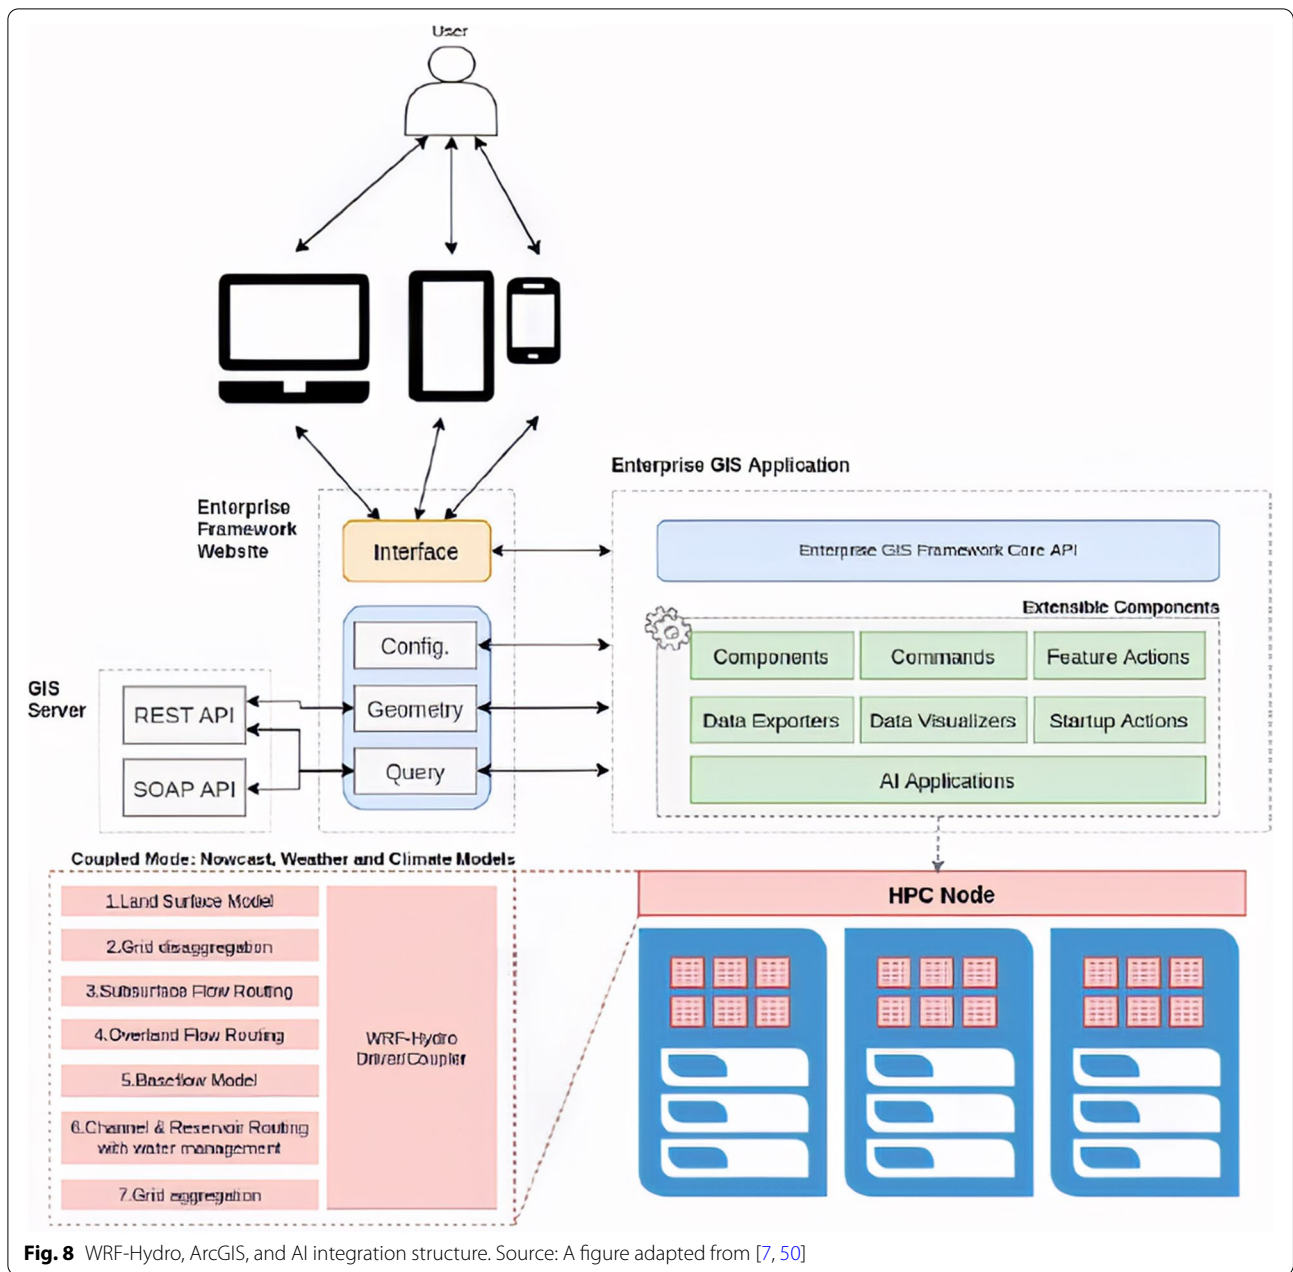 User
Enterprise GIS Application
Enterprise
Framework
Website
Interface
Enterprise GIS Framework Core API
Extensible Components
Config.
Components
Commands
Feature Actions
GIS
Server
REST API
Geometry
Data Exporters
Data Visualizers
Startup Actions
SOAP API
Query
AI Applications
Coupled Mode: Nowcast, Weather and Climate Models
HPC Node
1.Land Surface Model
2.Grid disaggregation
3.Subsurface Flow Routing
4.Overland Flow Routing
5.Baseflow Model
6.Channel & Reservoir Routing
with water management
7.Grid aggregation
WRF-Hydro
Driver/Coupler
Fig. 8 WRF-Hydro, ArcGIS, and AI integration structure. Source: A figure adapted from [7, 50]